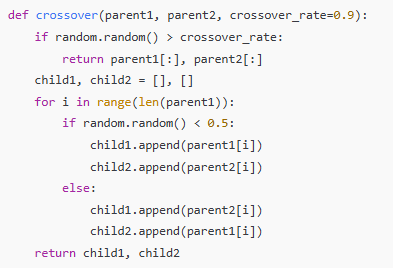 def crossover(parent1, parent2, crossover_rate=0.9):
    if random.random() > crossover_rate:
        return parent1[:], parent2[:]
    child1, child2 = [], []
    for i in range(len(parent1)):
        if random.random() < 0.5:
            child1.append(parent1[i])
            child2.append(parent2[i])
        else:
            child1.append(parent2[i])
            child2.append(parent1[i])
    return child1, child2